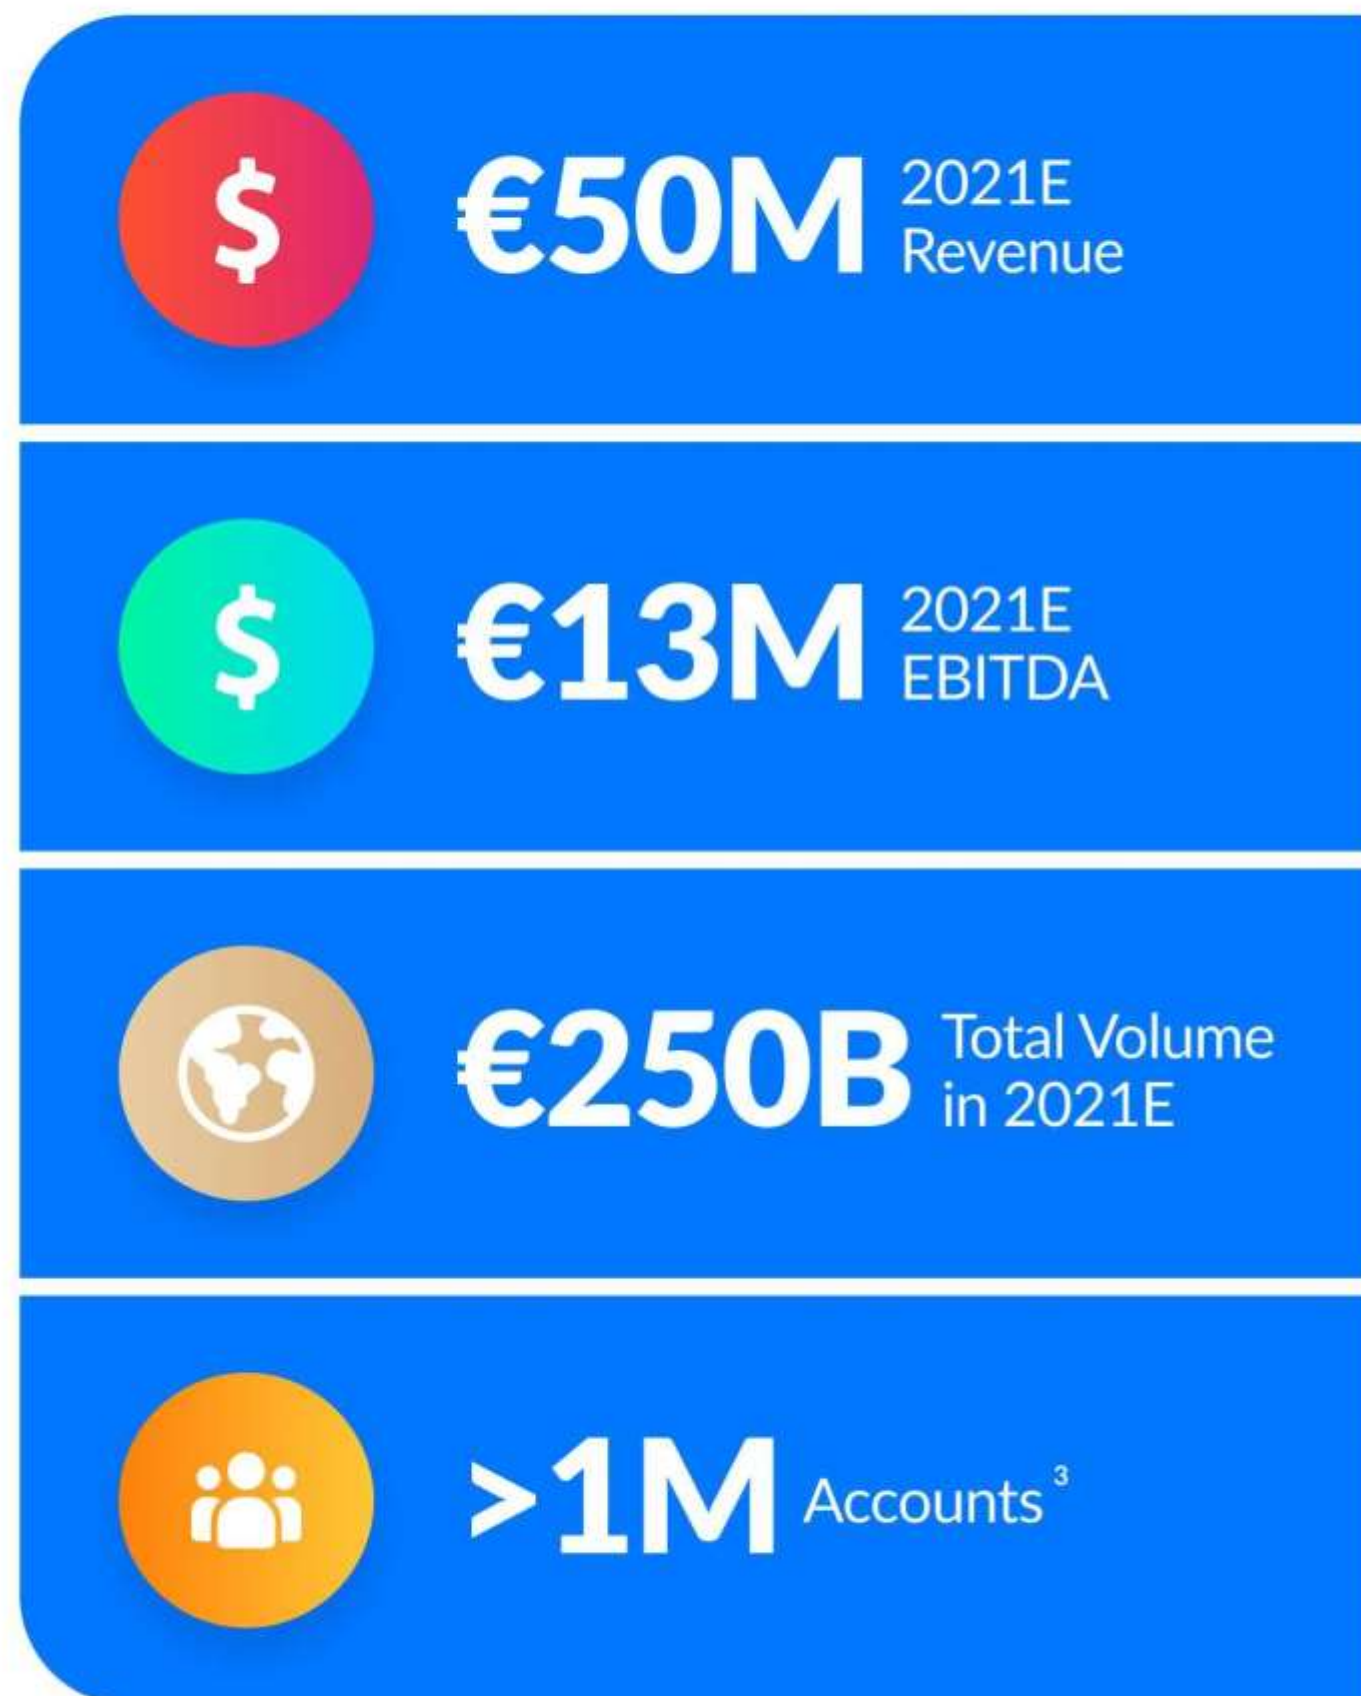 $
€50M 2021E
Revenue
$
€13M 2021E
EBITDA
€250B Total Volume
in 2021E
>1M Accounts ³